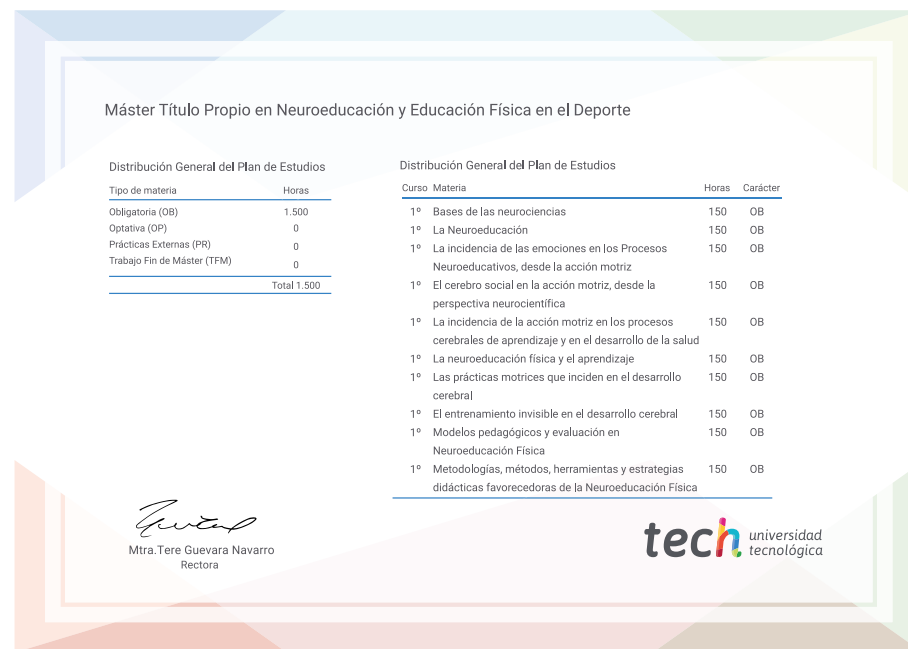 Máster Título Propio en Neuroeducación y Educación Física en el Deporte
Distribución General del Plan de Estudios
Tipo de materia Horas
Obligatoria (OB) 1.500
Optativa (OP) 0
Prácticas Externas (PR) 0
Trabajo Fin de Máster (TFM) 0
Total 1.500
Distribución General del Plan de Estudios
Curso Materia Horas Carácter
1º Bases de las neurociencias 150 OB
1º La Neuroeducación 150 OB
1º La incidencia de las emociones en los Procesos 150 OB
Neuroeducativos, desde la acción motriz
1º El cerebro social en la acción motriz, desde la 150 OB
perspectiva neurocientífica
1º La incidencia de la acción motriz en los procesos 150 OB
cerebrales de aprendizaje y en el desarrollo de la salud
1º La neuroeducación física y el aprendizaje 150 OB
1º Las prácticas motrices que inciden en el desarrollo 150 OB
cerebral
1º El entrenamiento invisible en el desarrollo cerebral 150 OB
1º Modelos pedagógicos y evaluación en 150 OB
Neuroeducación Física
1º Metodologías, métodos, herramientas y estrategias 150 OB
didácticas favorecedoras de la Neuroeducación Física
Mtra.Tere Guevara Navarro
Rectora
tech universidad
tecnológica